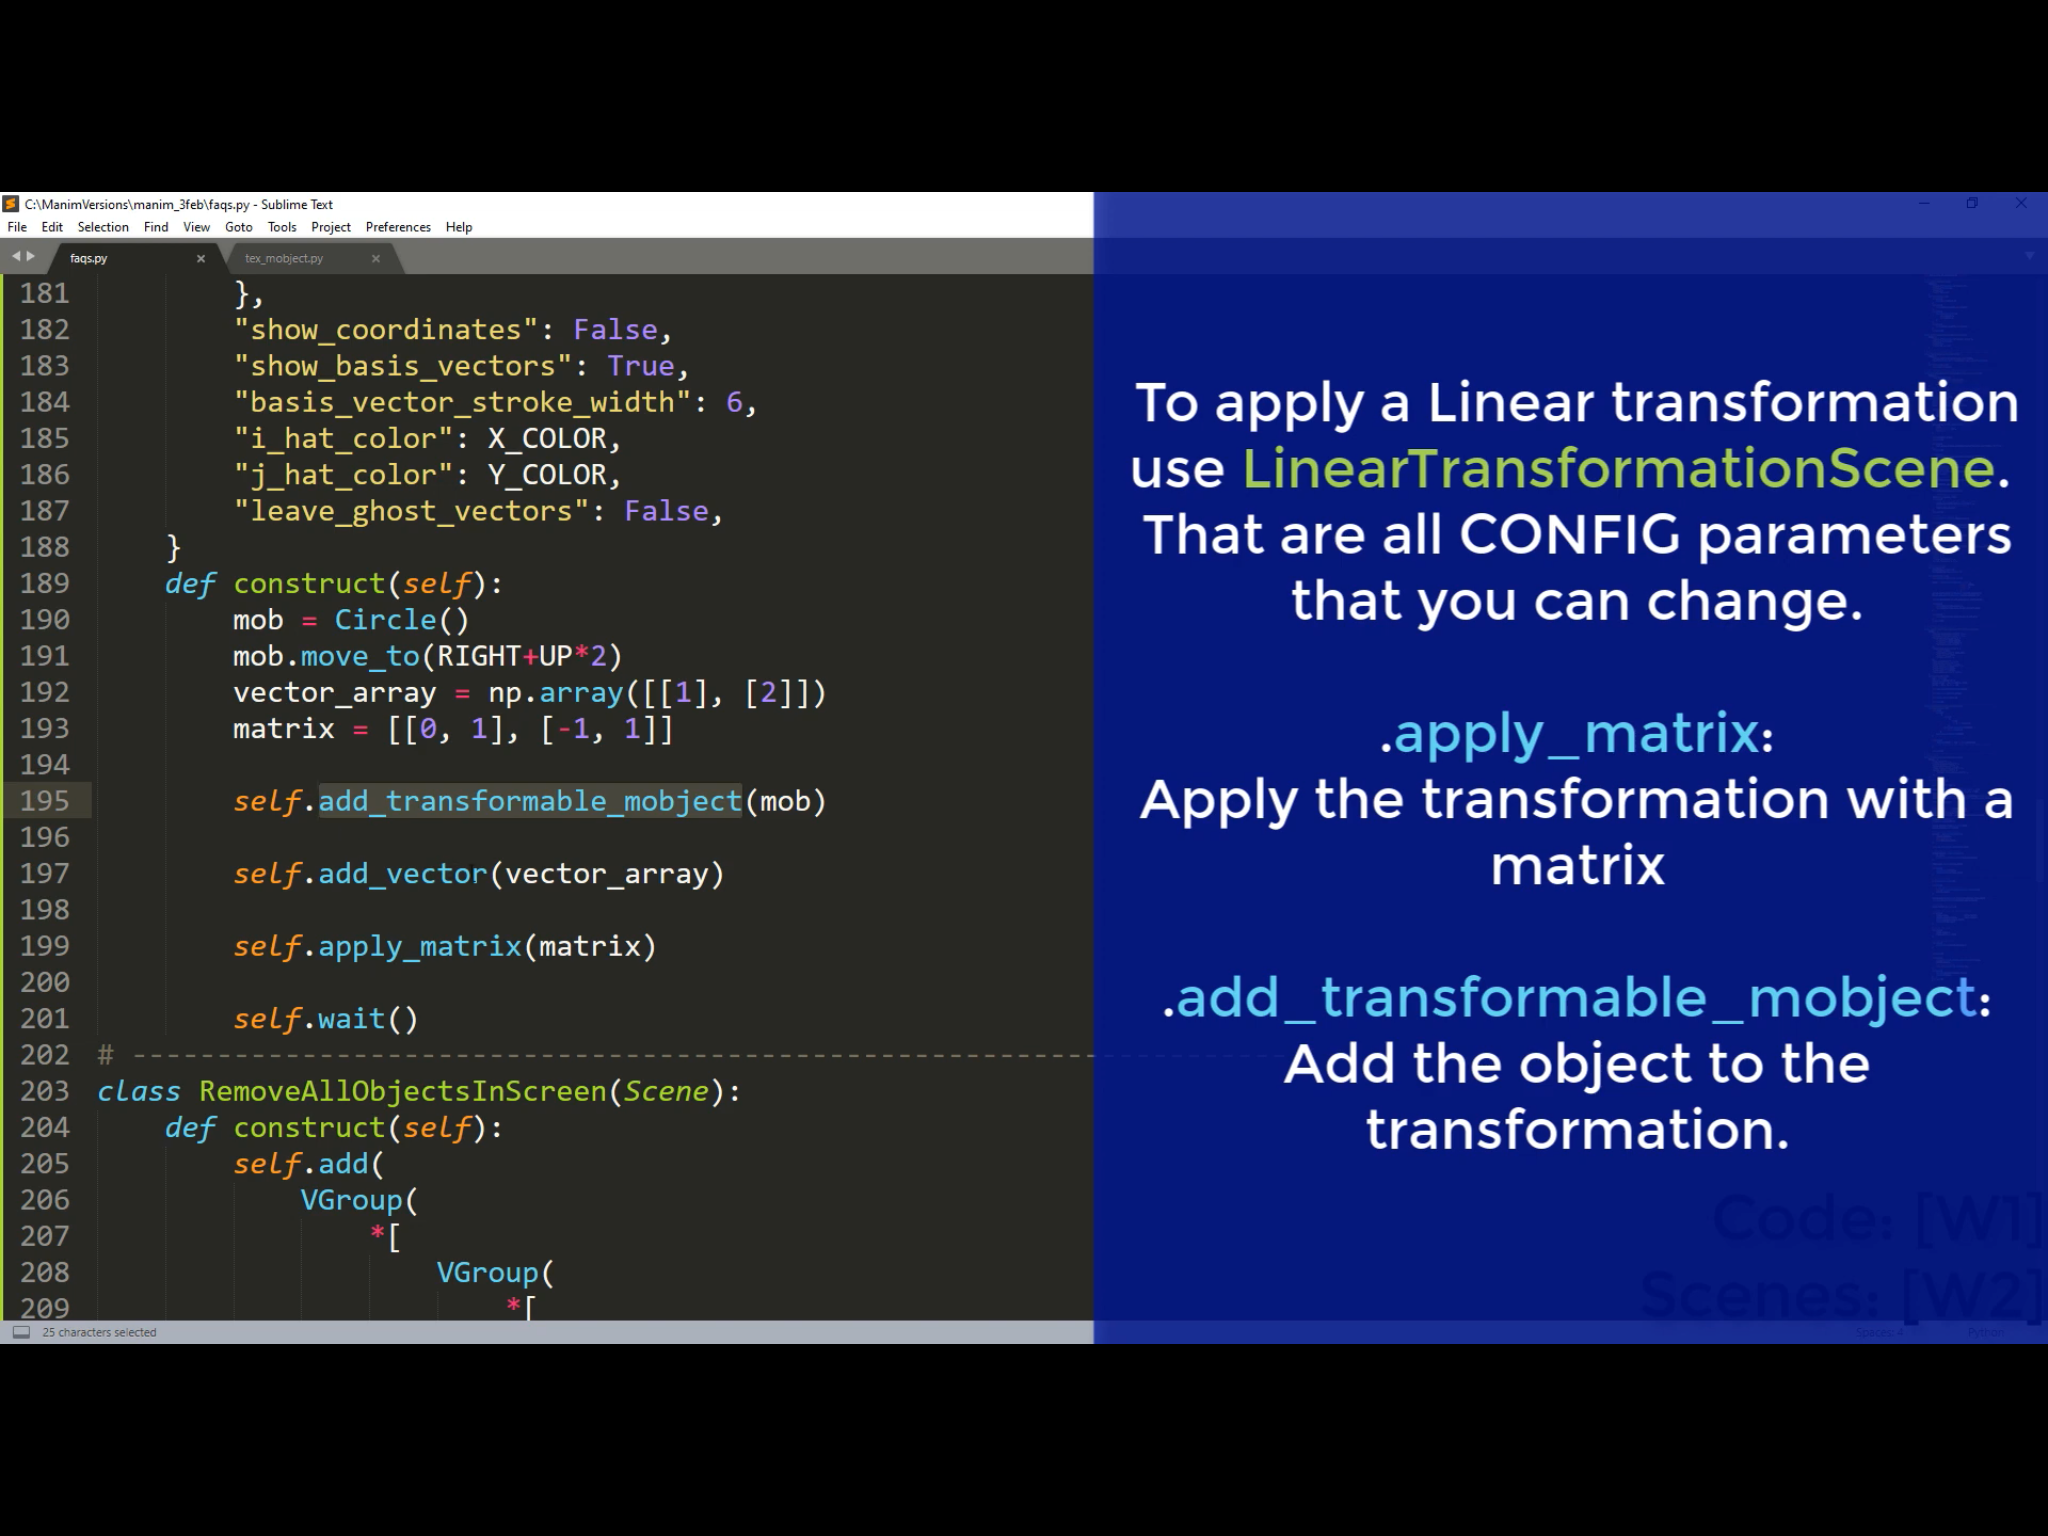 C:\ManimVersions\manim_3feb\faqs.py - Sublime Text
File Edit Selection Find View Goto Tools Project Preferences Help
faqs.py
tex_mobject.py
181 },
182 "show_coordinates": False,
183 "show_basis_vectors": True,
184 "basis_vector_stroke_width": 6,
185 "i_hat_color": X_COLOR,
186 "j_hat_color": Y_COLOR,
187 "leave_ghost_vectors": False,
188 }
189 def construct(self):
190 mob = Circle()
191 mob.move_to(RIGHT+UP*2)
192 vector_array = np.array([[1], [2]])
193 matrix = [[0, 1], [-1, 1]]
194
195 self.add_transformable_mobject(mob)
196
197 self.add_vector(vector_array)
198
199 self.apply_matrix(matrix)
200
201 self.wait()
202 # ---------------------------------------------------------
203 class RemoveAllObjectsInScreen(Scene):
204 def construct(self):
205 self.add(
206 VGroup(
207 *[
208 VGroup(
209 *[
25 characters selected
To apply a Linear transformation
use LinearTransformationScene.
That are all CONFIG parameters
that you can change.
.apply_matrix:
Apply the transformation with a
matrix
.add_transformable_mobject:
Add the object to the
transformation.
Code: [W1]
Scenes: [W2]
Spaces: 4
Python